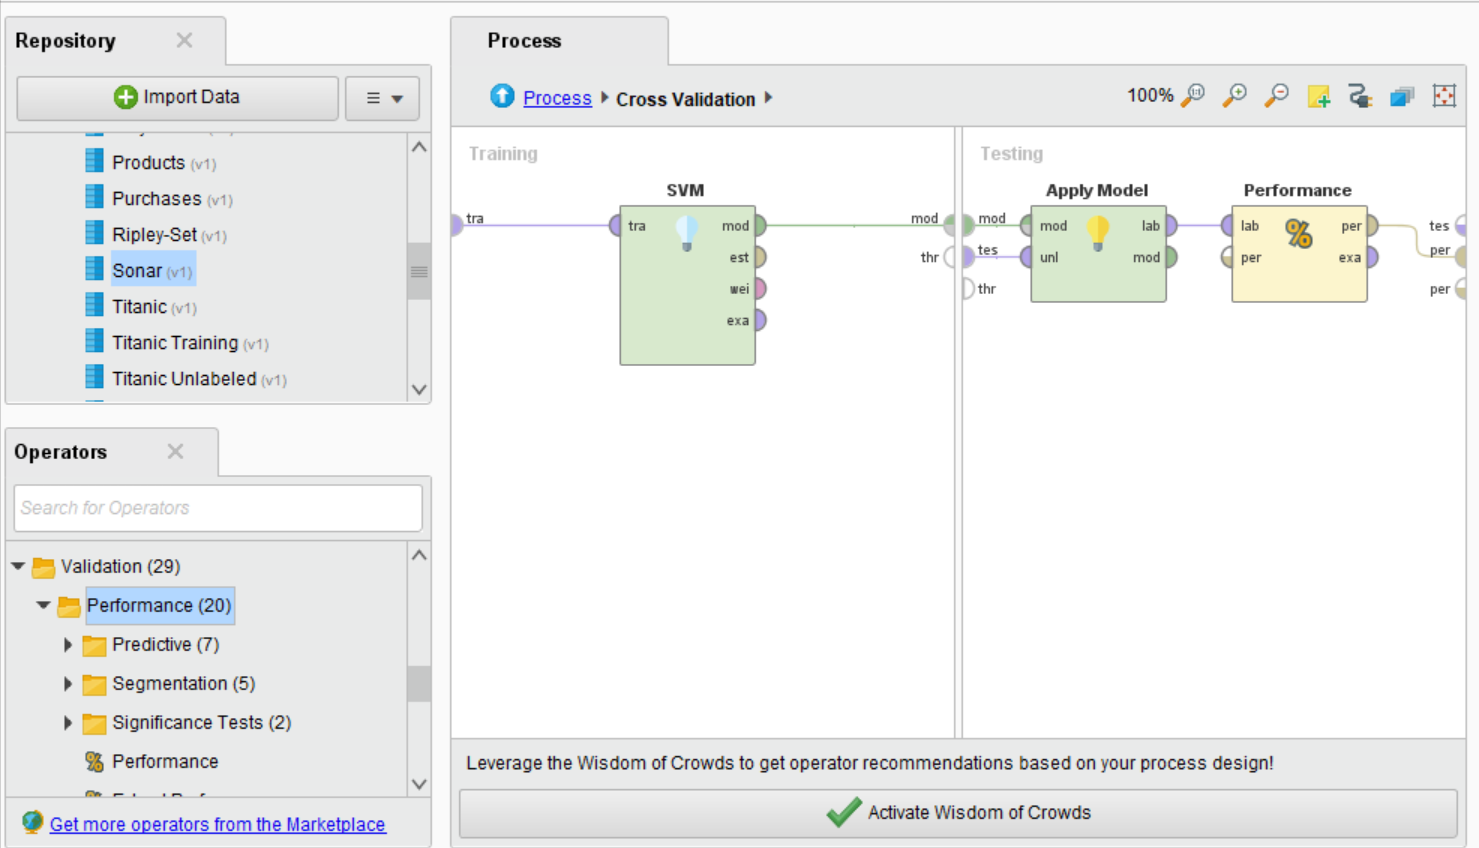 Repository
Import Data
Products (v1)
Purchases (v1)
Ripley-Set (v1)
Sonar (v1)
Titanic (v1)
Titanic Training (v1)
Titanic Unlabeled (v1)
Operators
Search for Operators
Validation (29)
Performance (20)
Predictive (7)
Segmentation (5)
Significance Tests (2)
Performance
Get more operators from the Marketplace
Process
Process Cross Validation
100%
Training
SVM
tra
tra mod
est
wei
exa
mod
thr
Testing
mod
tes
thr
Apply Model
mod lab
unl mod
Performance
lab per
per exa
tes
per
per
Leverage the Wisdom of Crowds to get operator recommendations based on your process design!
Activate Wisdom of Crowds